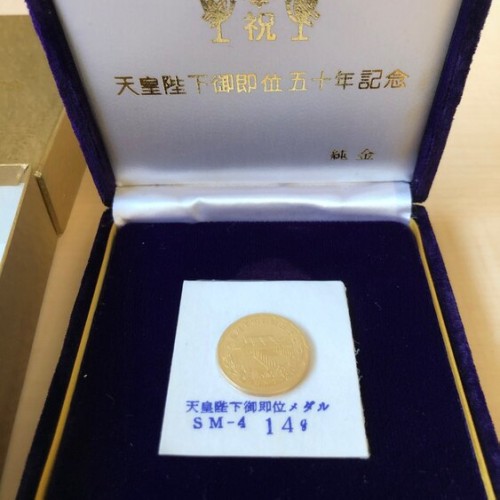 祝
天皇陛下御即位五十年記念
純金
天皇陛下御即位メダル
SM-4 14g